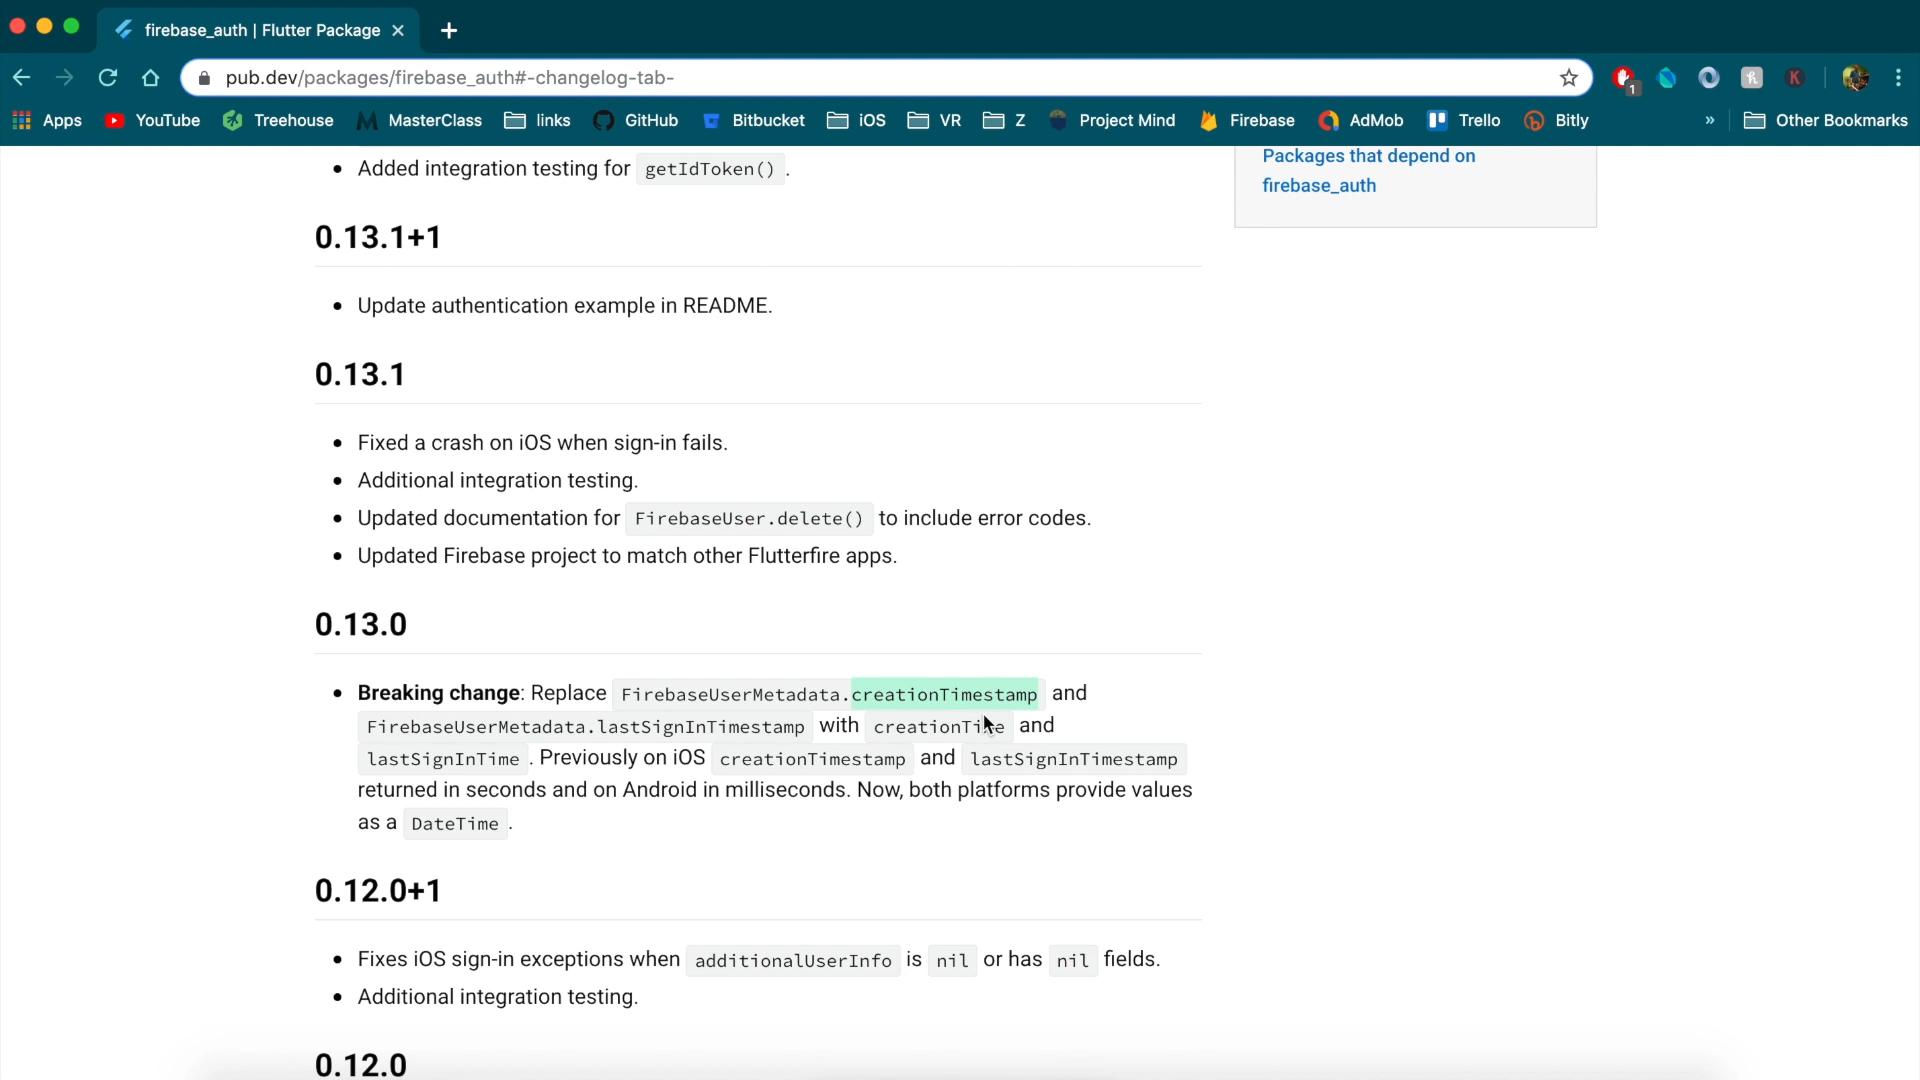 firebase_auth | Flutter Package
pub.dev/packages/firebase_auth#-changelog-tab-
1
K
Apps YouTube Treehouse MasterClass links GitHub Bitbucket iOS VR Z Project Mind Firebase AdMob Trello Bitly » Other Bookmarks
Packages that depend on
firebase_auth
• Added integration testing for getIdToken() .
0.13.1+1
• Update authentication example in README.
0.13.1
• Fixed a crash on iOS when sign-in fails.
• Additional integration testing.
• Updated documentation for FirebaseUser.delete() to include error codes.
• Updated Firebase project to match other Flutterfire apps.
0.13.0
• Breaking change: Replace FirebaseUserMetadata.creationTimestamp and
FirebaseUserMetadata.lastSignInTimestamp with creationTime and
lastSignInTime . Previously on iOS creationTimestamp and lastSignInTimestamp
returned in seconds and on Android in milliseconds. Now, both platforms provide values
as a DateTime .
0.12.0+1
• Fixes iOS sign-in exceptions when additionalUserInfo is nil or has nil fields.
• Additional integration testing.
0.12.0